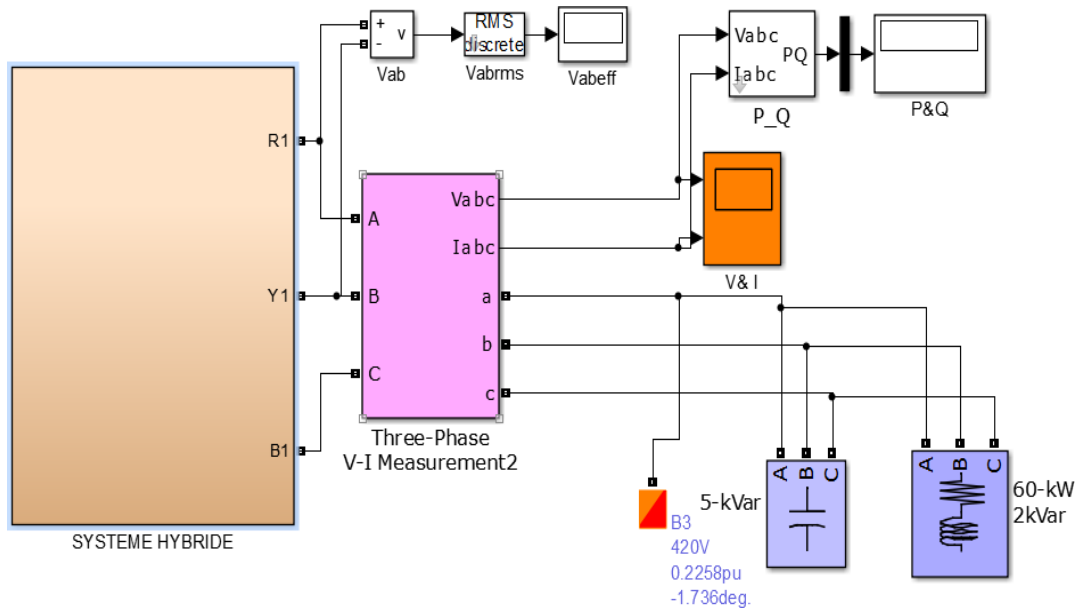 +
-
v
Vab
RMS
discrete
Vabrms
Vabeff
Vabc
Iabc
PQ
P_Q
P&Q
R1
Y1
B1
SYSTEME HYBRIDE
A
B
C
Vabc
Iabc
a
b
c
Three-Phase
V-I Measurement2
V& I
B3
420V
0.2258pu
-1.736deg.
5-kVar
A
B
C
A
B
C
60-kW
2kVar